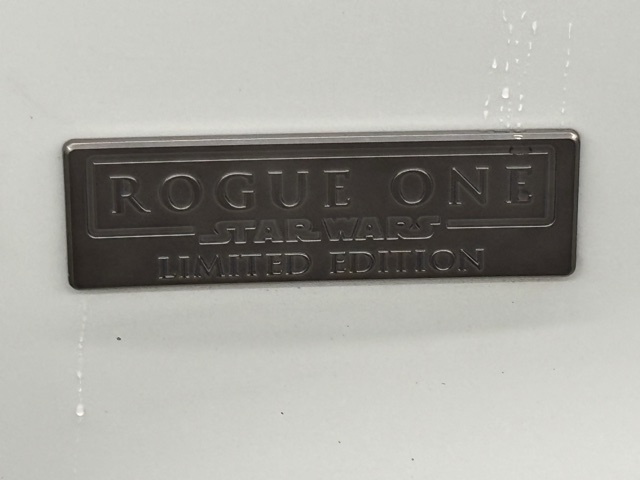 ROGUE ONE
STAR WARS
LIMITED EDITION